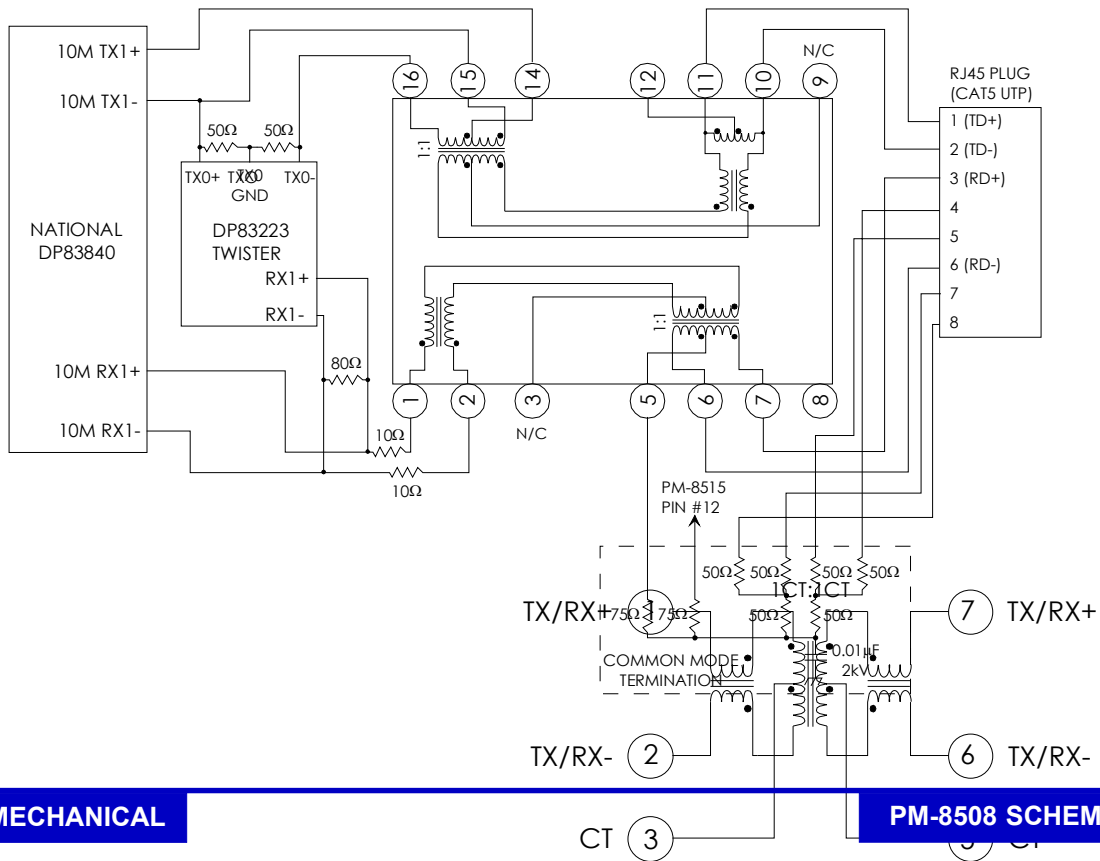 10M TX1+
10M TX1-
50Ω 50Ω
TX0+ TX0 TX0-
GND
NATIONAL
DP83840
DP83223
TWISTER
RX1+
RX1-
80Ω
10M RX1+
10M RX1-
10Ω
10Ω
16 15 14 12 11 10 9
N/C
1:1
1:1
1 2 3 5 6 7 8
N/C
RJ45 PLUG
(CAT5 UTP)
1 (TD+)
2 (TD-)
3 (RD+)
4
5
6 (RD-)
7
8
PM-8515
PIN #12
50Ω 50Ω 50Ω 50Ω
1CT:1CT
75Ω 75Ω 50Ω 50Ω
0.01µF
2kV
COMMON MODE
TERMINATION
TX/RX+ 1
7 TX/RX+
TX/RX- 2
6 TX/RX-
CT 3
5 CT
MECHANICAL
PM-8508 SCHEM